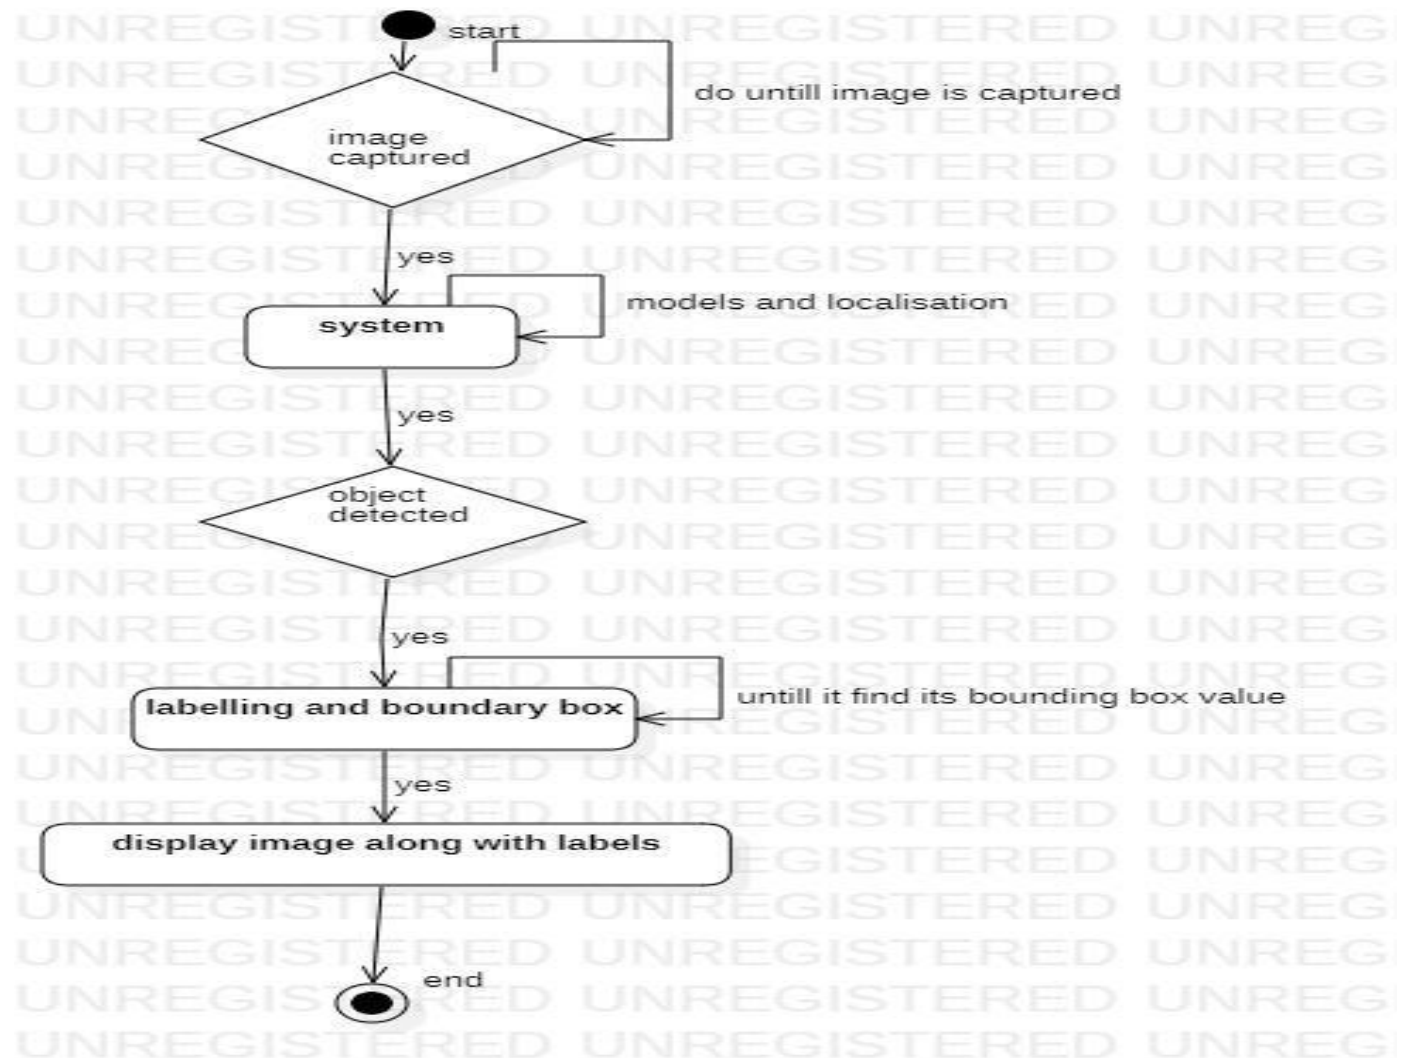 start
do untill image is captured
image
captured
yes
models and localisation
system
yes
object
detected
yes
untill it find its bounding box value
labelling and boundary box
yes
display image along with labels
end
UNREGISTERED